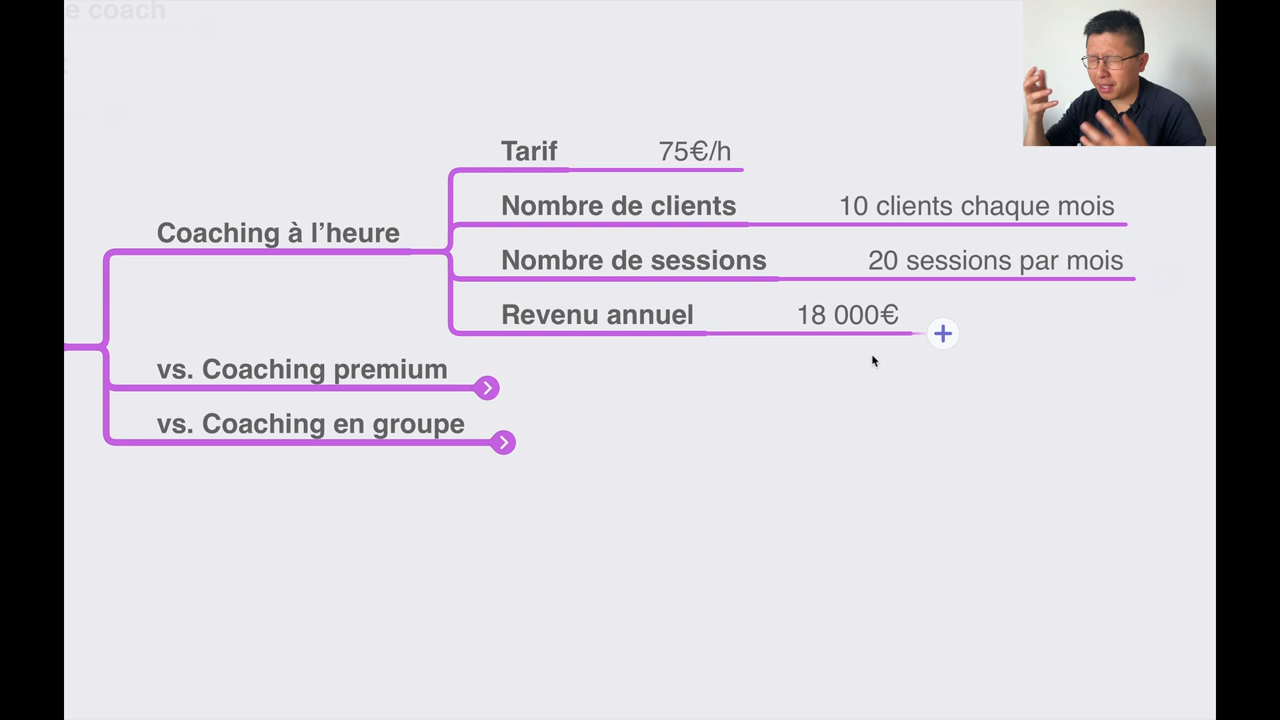 e coach
Tarif 75€/h
Nombre de clients 10 clients chaque mois
Coaching à l’heure
Nombre de sessions 20 sessions par mois
Revenu annuel 18 000€
vs. Coaching premium
vs. Coaching en groupe